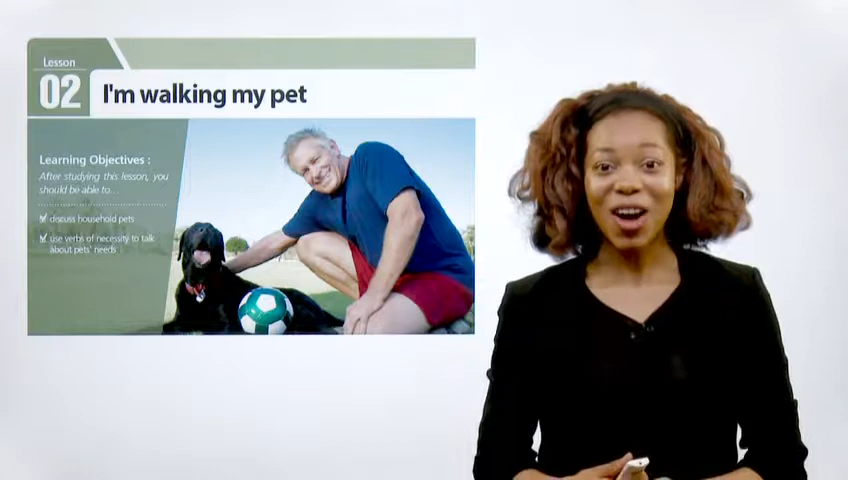 Lesson
02
I'm walking my pet
Learning Objectives :
After studying this lesson, you
should be able to...
discuss household pets
use verbs of necessity to talk
about pets' needs